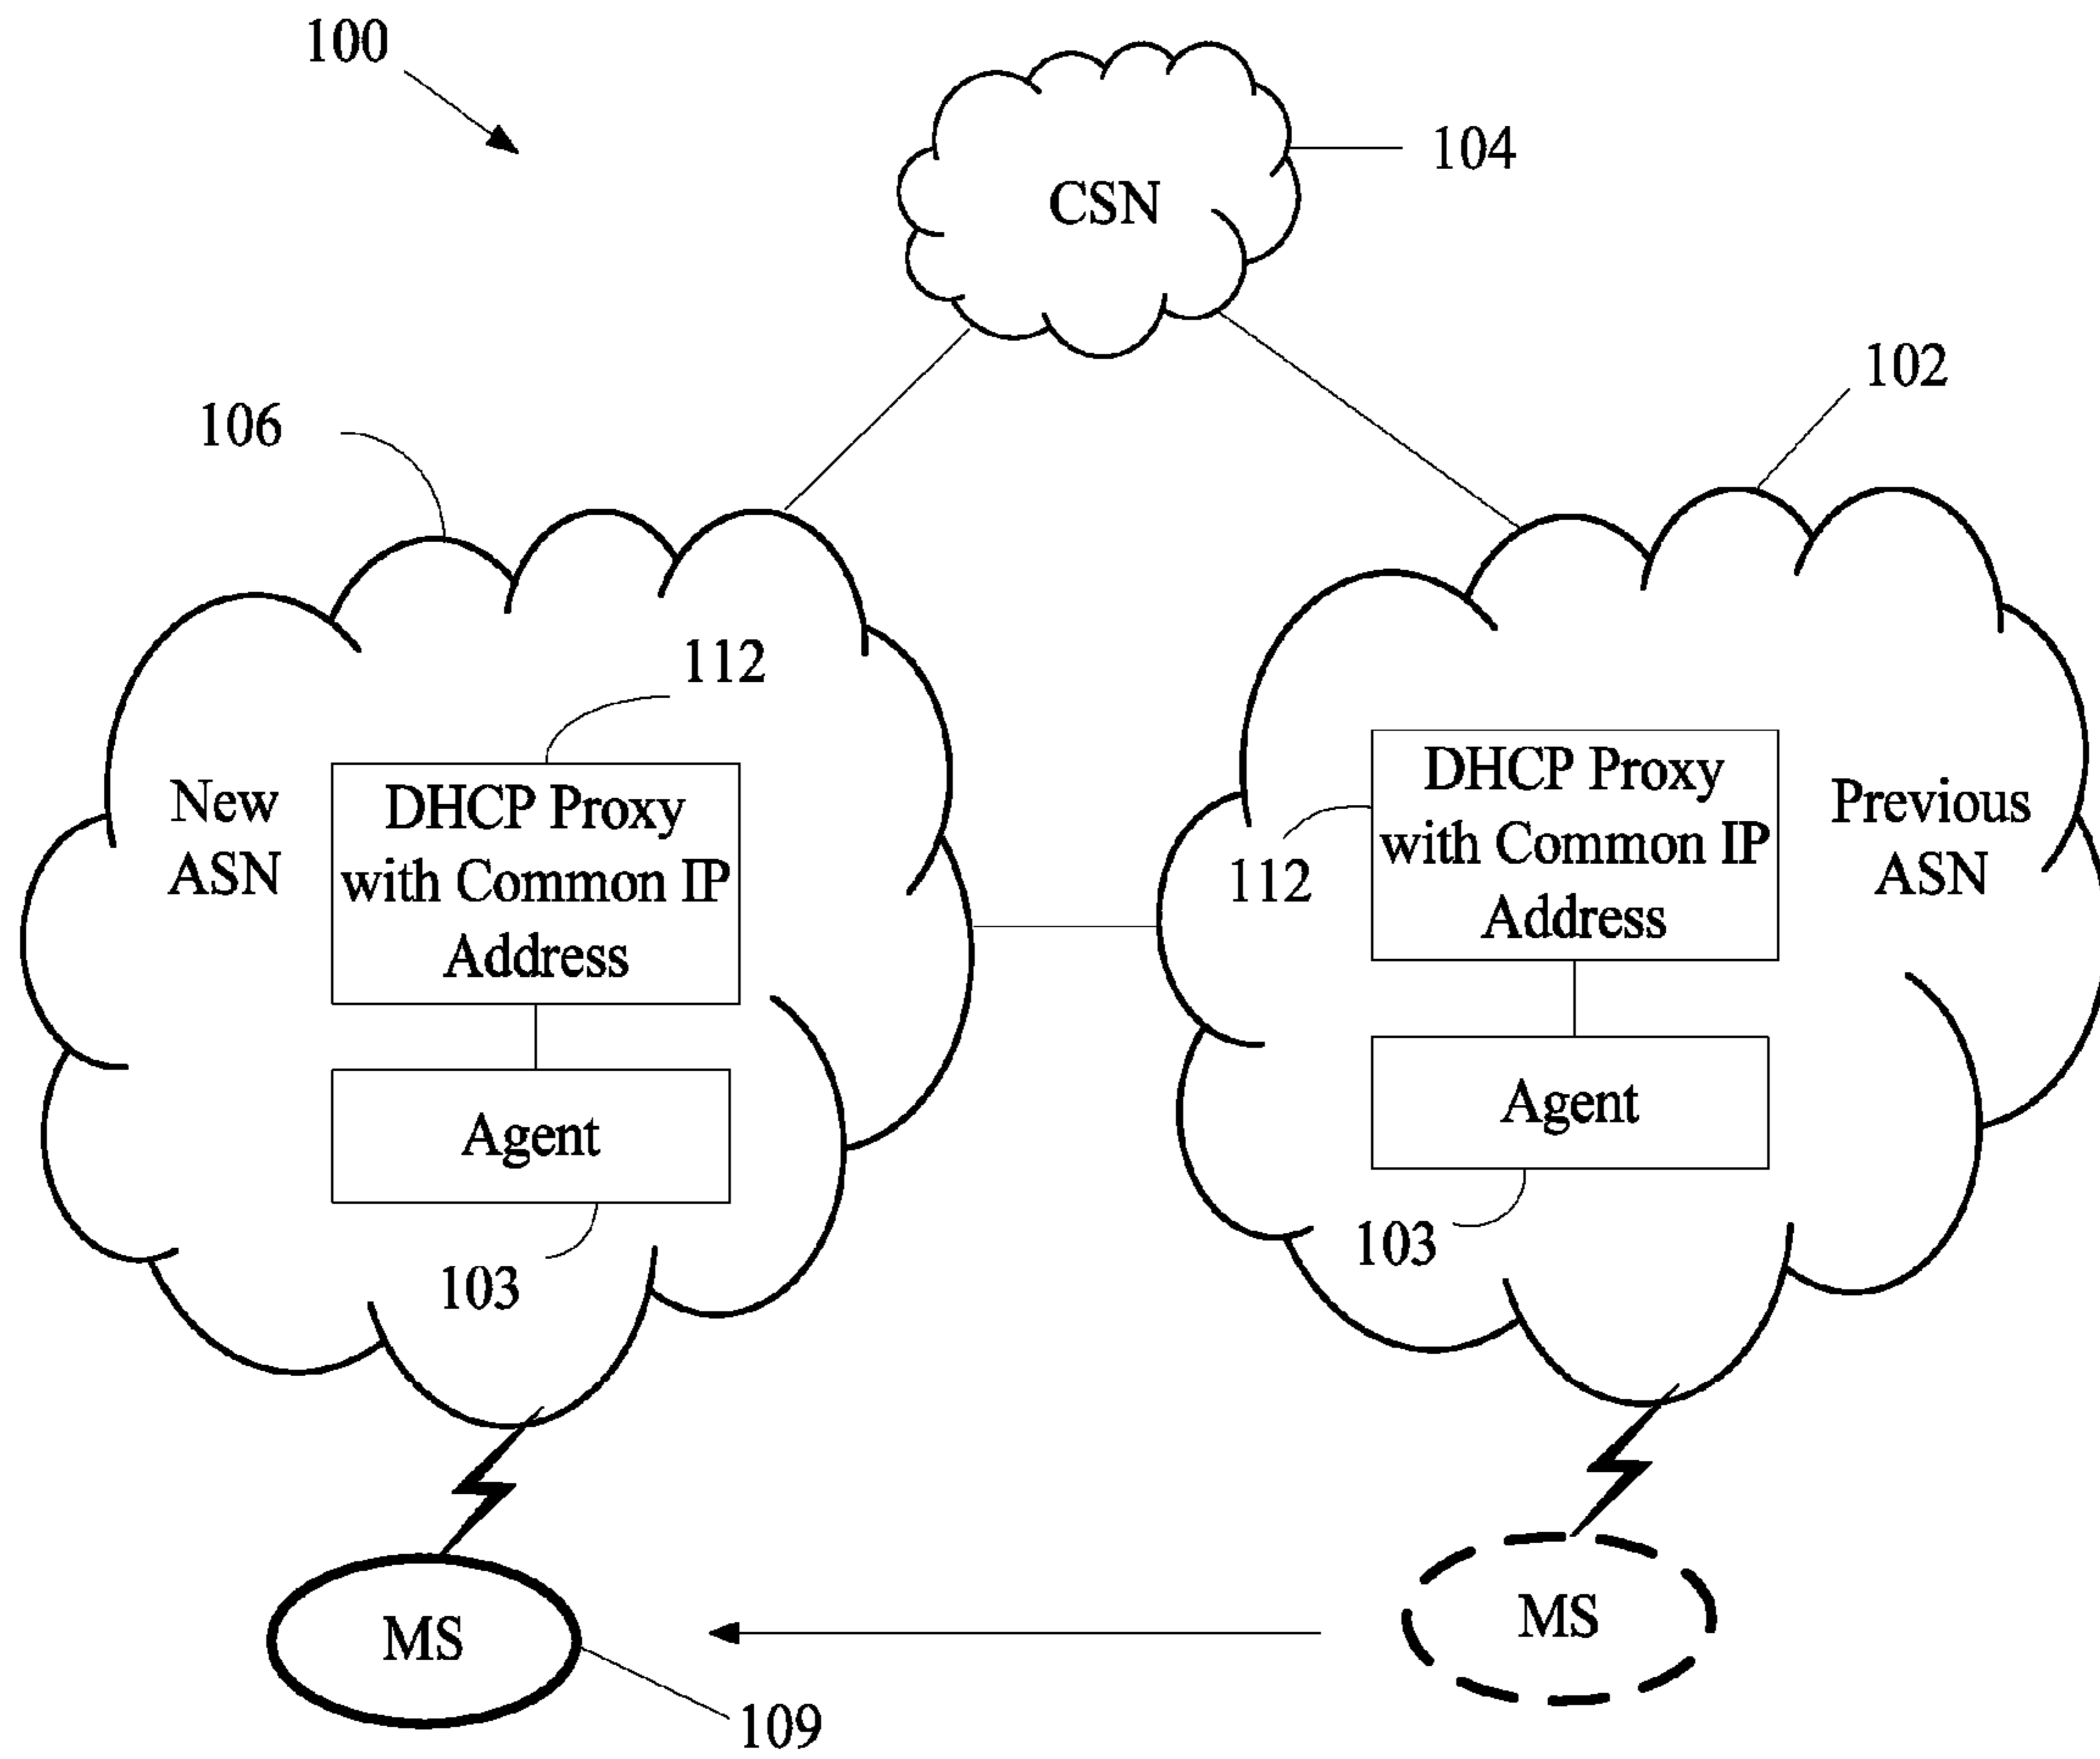 100
104
CSN
102
106
112
New
ASN
DHCP Proxy
with Common IP
Address
DHCP Proxy
with Common IP
Address
Previous
ASN
112
Agent
Agent
103
103
MS
MS
109